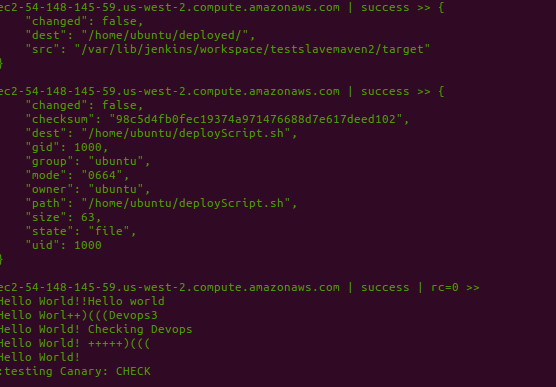 ec2-54-148-145-59.us-west-2.compute.amazonaws.com | success >> {
"changed": false,
"dest": "/home/ubuntu/deployed/",
"src": "/var/lib/jenkins/workspace/testslavemaven2/target"
}
ec2-54-148-145-59.us-west-2.compute.amazonaws.com | success >> {
"changed": false,
"checksum": "98c5d4fb0fec19374a971476688d7e617deed102",
"dest": "/home/ubuntu/deployScript.sh",
"gid": 1000,
"group": "ubuntu",
"mode": "0664",
"owner": "ubuntu",
"path": "/home/ubuntu/deployScript.sh",
"size": 63,
"state": "file",
"uid": 1000
}
ec2-54-148-145-59.us-west-2.compute.amazonaws.com | success | rc=0 >>
Hello World!!Hello world
Hello Worl++)(((Devops3
Hello World! Checking Devops
Hello World! +++++)(((
Hello World!
:testing Canary: CHECK